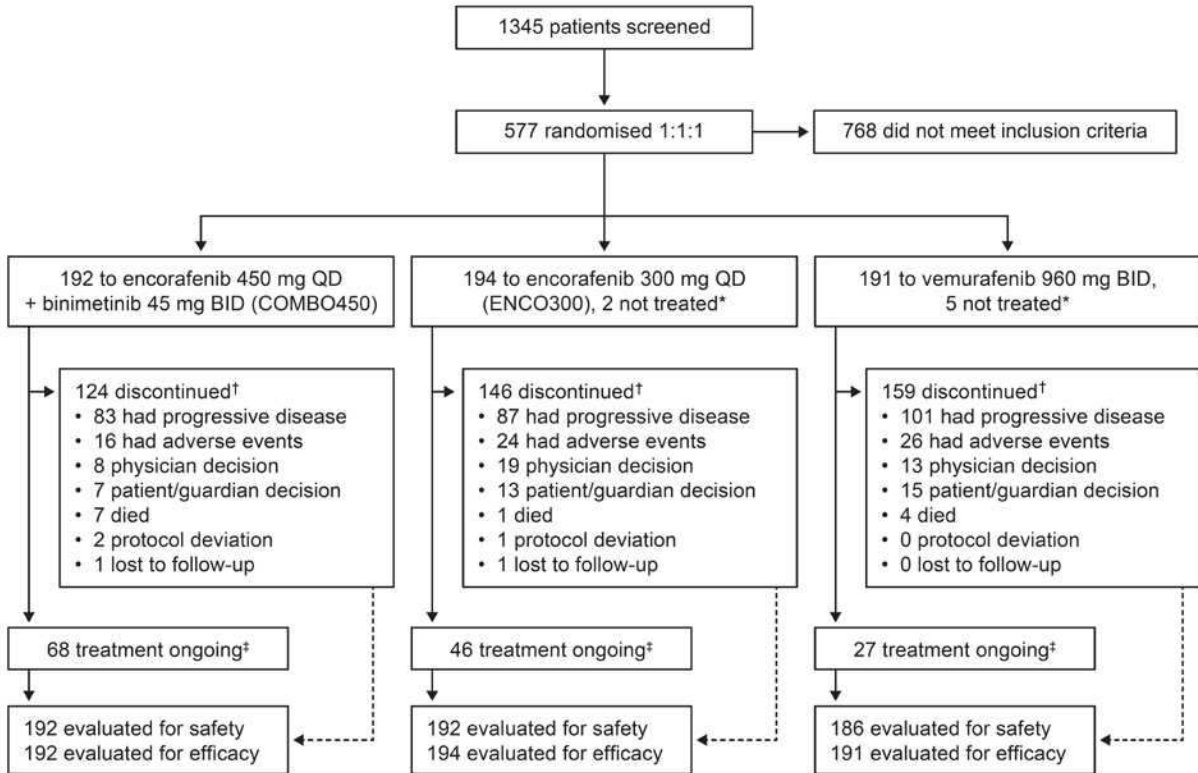 1345 patients screened
577 randomised 1:1:1
768 did not meet inclusion criteria
192 to encorafenib 450 mg QD
+ binimetinib 45 mg BID (COMBO450)
194 to encorafenib 300 mg QD
(ENCO300), 2 not treated*
191 to vemurafenib 960 mg BID,
5 not treated*
124 discontinued†
• 83 had progressive disease
• 16 had adverse events
• 8 physician decision
• 7 patient/guardian decision
• 7 died
• 2 protocol deviation
• 1 lost to follow-up
146 discontinued†
• 87 had progressive disease
• 24 had adverse events
• 19 physician decision
• 13 patient/guardian decision
• 1 died
• 1 protocol deviation
• 1 lost to follow-up
159 discontinued†
• 101 had progressive disease
• 26 had adverse events
• 13 physician decision
• 15 patient/guardian decision
• 4 died
• 0 protocol deviation
• 0 lost to follow-up
68 treatment ongoing‡
46 treatment ongoing‡
27 treatment ongoing‡
192 evaluated for safety
192 evaluated for efficacy
192 evaluated for safety
194 evaluated for efficacy
186 evaluated for safety
191 evaluated for efficacy